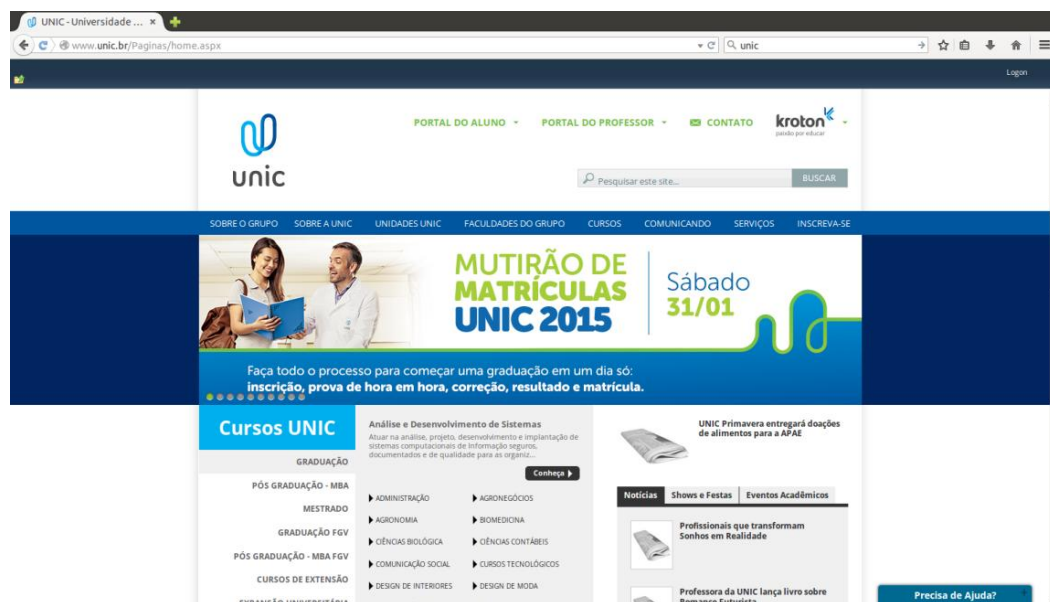 UNIC - Universidade ...
www.unic.br/Paginas/home.aspx
unic
Logon
unic
PORTAL DO ALUNO
PORTAL DO PROFESSOR
CONTATO
kroton
paixão por educar
Pesquisar este site...
BUSCAR
SOBRE O GRUPO
SOBRE A UNIC
UNIDADES UNIC
FACULDADES DO GRUPO
CURSOS
COMUNICANDO
SERVIÇOS
INSCREVA-SE
MUTIRÃO DE
MATRÍCULAS
UNIC 2015
Sábado
31/01
Faça todo o processo para começar uma graduação em um dia só:
inscrição, prova de hora em hora, correção, resultado e matrícula.
Cursos UNIC
GRADUAÇÃO
PÓS GRADUAÇÃO - MBA
MESTRADO
GRADUAÇÃO FGV
PÓS GRADUAÇÃO - MBA FGV
CURSOS DE EXTENSÃO
EXPANSÃO UNIVERSITÁRIA
Análise e Desenvolvimento de Sistemas
Atuar na análise, projeto, desenvolvimento e implantação de
sistemas computacionais de informação seguros,
documentados e de qualidade para as organiz...
Conheça
ADMINISTRAÇÃO
AGRONEGÓCIOS
AGRONOMIA
BIOMEDICINA
CIÊNCIAS BIOLÓGICA
CIÊNCIAS CONTÁBEIS
COMUNICAÇÃO SOCIAL
CURSOS TECNOLÓGICOS
DESIGN DE INTERIORES
DESIGN DE MODA
UNIC Primavera entregará doações
de alimentos para a APAE
Notícias
Shows e Festas
Eventos Acadêmicos
Profissionais que transformam
Sonhos em Realidade
Professora da UNIC lança livro sobre
Romance Futurista
Precisa de Ajuda?